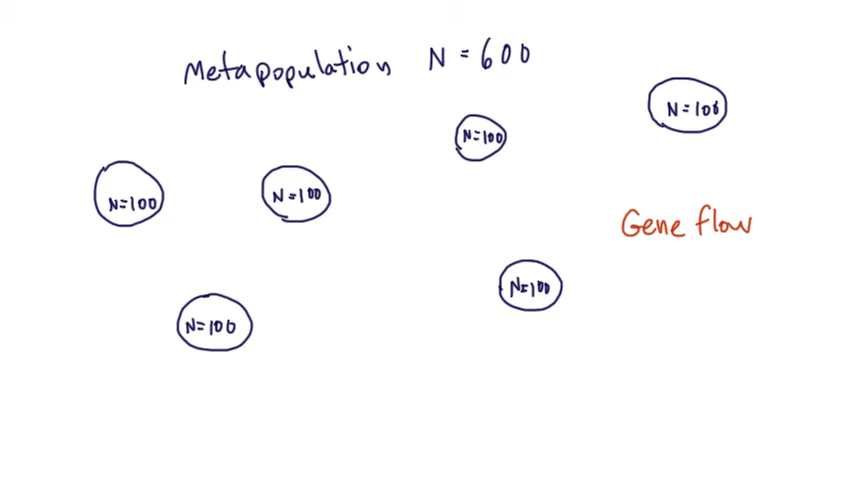 Metapopulation N = 600
N = 100
N=100
N=100
N=100
Gene flow
N=100
N=100